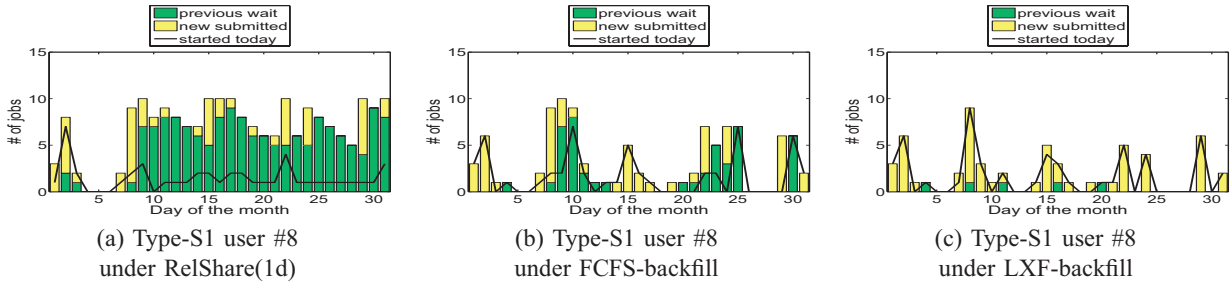 previous wait
new submitted
started today
15
10
5
0
# of jobs
5 10 15 20 25 30
Day of the month
(a) Type-S1 user #8
under RelShare(1d)
previous wait
new submitted
started today
15
10
5
0
# of jobs
5 10 15 20 25 30
Day of the month
(b) Type-S1 user #8
under FCFS-backfill
previous wait
new submitted
started today
15
10
5
0
# of jobs
5 10 15 20 25 30
Day of the month
(c) Type-S1 user #8
under LXF-backfill